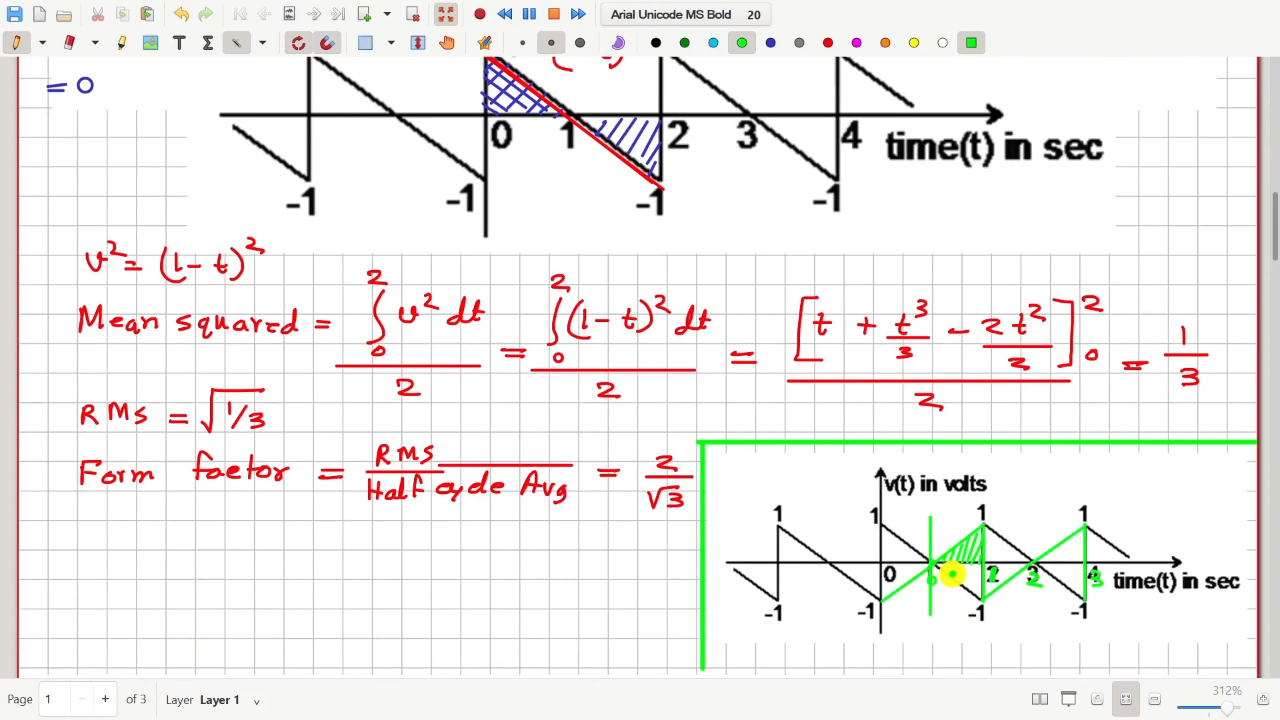 Arial Unicode MS Bold 20
= 0
0 1 2 3 4
time(t) in sec
-1 -1 -1 -1
v² = (1 - t)²
Mean squared = ∫₀² v² dt / 2 = ∫₀² (1 - t)² dt / 2 = [t + t³/3 - 2t²/2]₀² / 2 = 1/3
RMS = √1/3
Form factor = RMS / Half cycle Avg = 2/√3
v(t) in volts
1 1 1 1
0 0 2 1 3 2 4 3 time(t) in sec
-1 -1 -1 -1
Page 1 of 3 Layer Layer 1 312%